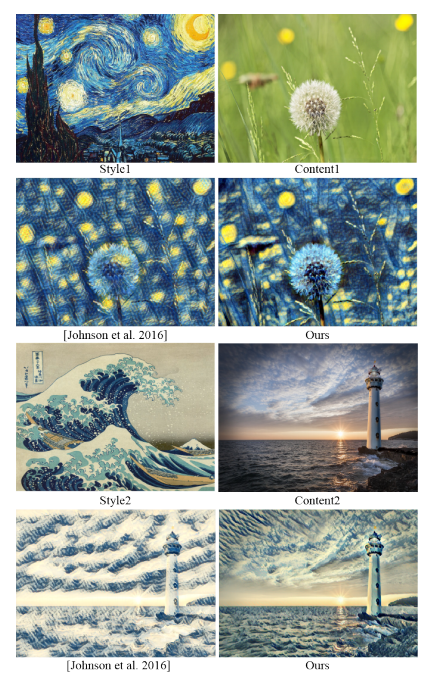 Style1
Content1
[Johnson et al. 2016]
Ours
Style2
Content2
[Johnson et al. 2016]
Ours